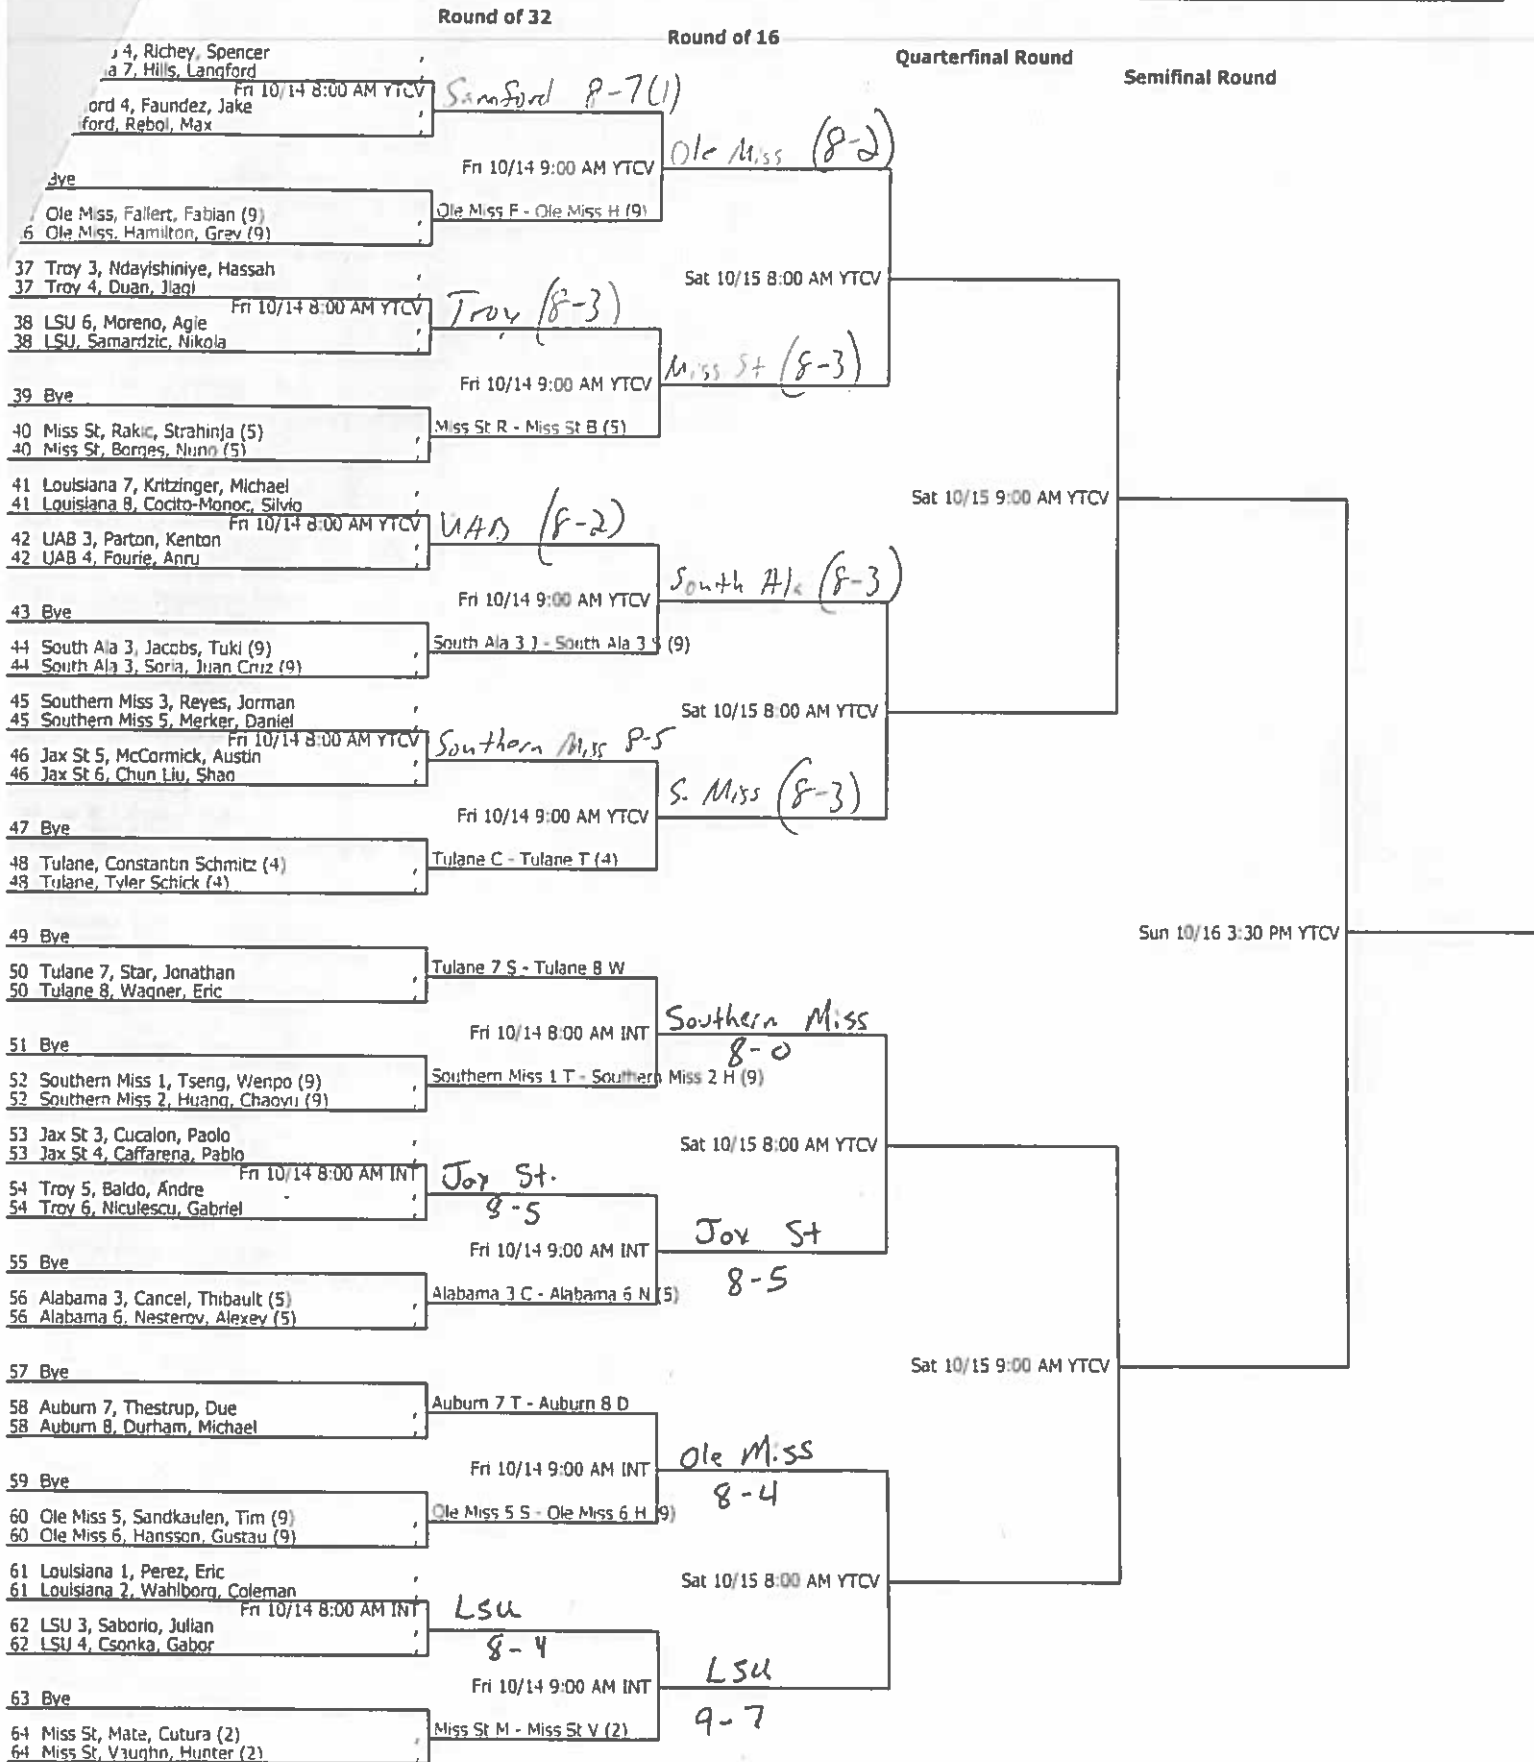 Round of 32
Round of 16
Quarterfinal Round
Semifinal Round
4, Richey, Spencer
a 7, Hills, Langford
Fri 10/14 8:00 AM YTCV
Samford 8-7(1)
ord 4, Faundez, Jake
ford, Rebol, Max
Fri 10/14 9:00 AM YTCV
Ole Miss (8-2)
Bye
Ole Miss, Fallert, Fabian (9)
Ole Miss F - Ole Miss H (9)
6 Ole Miss, Hamilton, Grey (9)
37 Troy 3, Ndayishiniye, Hassah
37 Troy 4, Duan, Jiaqi
Sat 10/15 8:00 AM YTCV
Fri 10/14 8:00 AM YTCV
Troy (8-3)
38 LSU 6, Moreno, Agie
38 LSU, Samardzic, Nikola
Fri 10/14 9:00 AM YTCV
Miss St (8-3)
39 Bye
40 Miss St, Rakic, Strahinja (5)
Miss St R - Miss St B (5)
40 Miss St, Borges, Nuno (5)
41 Louisiana 7, Kritzinger, Michael
41 Louisiana 8, Cocito-Monoc, Silvio
Sat 10/15 9:00 AM YTCV
Fri 10/14 8:00 AM YTCV
UAB (8-2)
42 UAB 3, Parton, Kenton
42 UAB 4, Fourie, Anru
Fri 10/14 9:00 AM YTCV
South Ala (8-3)
43 Bye
44 South Ala 3, Jacobs, Tuki (9)
South Ala 3 J - South Ala 3 S (9)
44 South Ala 3, Soria, Juan Cruz (9)
45 Southern Miss 3, Reyes, Jorman
45 Southern Miss 5, Merker, Daniel
Sat 10/15 8:00 AM YTCV
Fri 10/14 8:00 AM YTCV
Southern Miss 8-5
46 Jax St 5, McCormick, Austin
46 Jax St 6, Chun Liu, Shao
Fri 10/14 9:00 AM YTCV
S. Miss (8-3)
47 Bye
48 Tulane, Constantin Schmitz (4)
Tulane C - Tulane T (4)
48 Tulane, Tyler Schick (4)
49 Bye
Sun 10/16 3:30 PM YTCV
50 Tulane 7, Star, Jonathan
Tulane 7 S - Tulane 8 W
50 Tulane 8, Wagner, Eric
Fri 10/14 8:00 AM INT
Southern Miss
8-0
51 Bye
52 Southern Miss 1, Tseng, Wenpo (9)
Southern Miss 1 T - Southern Miss 2 H (9)
52 Southern Miss 2, Huang, Chaoyu (9)
53 Jax St 3, Cucalon, Paolo
53 Jax St 4, Caffarena, Pablo
Sat 10/15 8:00 AM YTCV
Fri 10/14 8:00 AM INT
Jax St.
8-5
54 Troy 5, Baldo, Andre
54 Troy 6, Niculescu, Gabriel
Fri 10/14 9:00 AM INT
Jax St
8-5
55 Bye
56 Alabama 3, Cancel, Thibault (5)
Alabama 3 C - Alabama 6 N (5)
56 Alabama 6, Nesterov, Alexey (5)
57 Bye
Sat 10/15 9:00 AM YTCV
58 Auburn 7, Thestrup, Due
Auburn 7 T - Auburn 8 D
58 Auburn 8, Durham, Michael
Fri 10/14 9:00 AM INT
Ole Miss
8-4
59 Bye
60 Ole Miss 5, Sandkaulen, Tim (9)
Ole Miss 5 S - Ole Miss 6 H (9)
60 Ole Miss 6, Hansson, Gustau (9)
61 Louisiana 1, Perez, Eric
61 Louisiana 2, Wahlborg, Coleman
Sat 10/15 8:00 AM YTCV
Fri 10/14 8:00 AM INT
LSU
8-4
62 LSU 3, Saborio, Julian
62 LSU 4, Csonka, Gabor
Fri 10/14 9:00 AM INT
LSU
9-7
63 Bye
64 Miss St, Mate, Cutura (2)
Miss St M - Miss St V (2)
64 Miss St, Vaughn, Hunter (2)